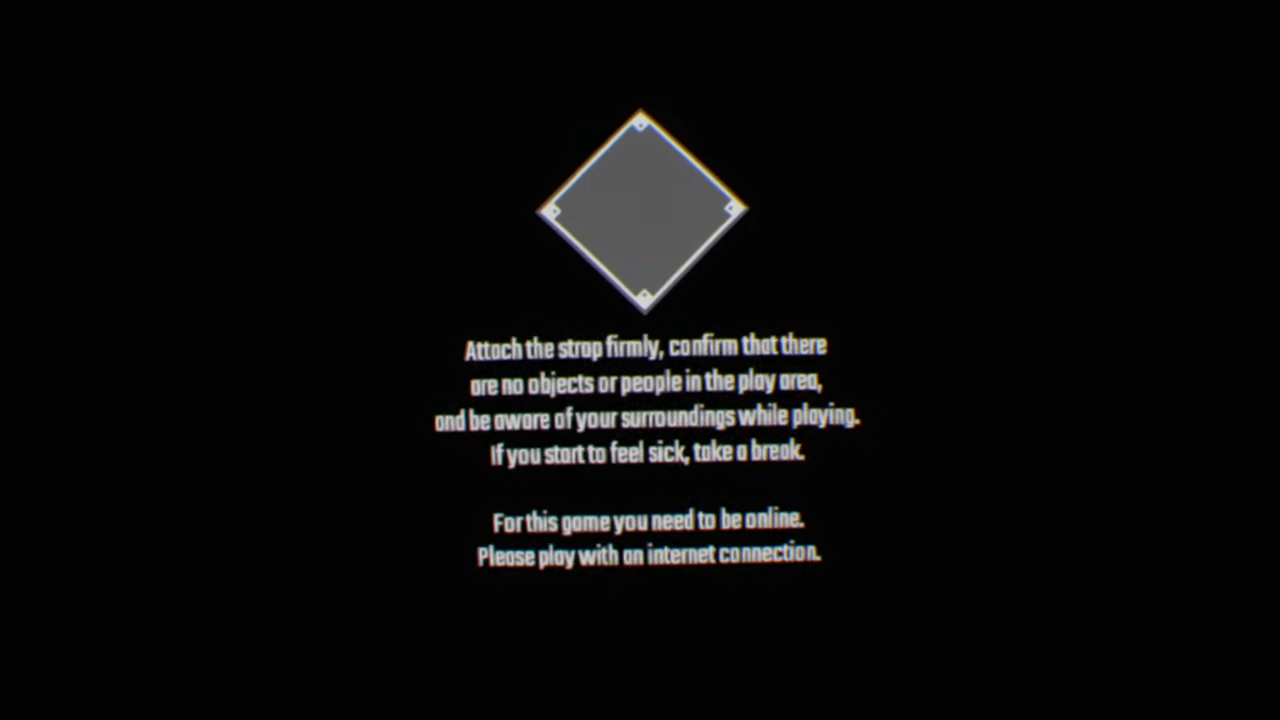 Attach the strap firmly, confirm that there
are no objects or people in the play area,
and be aware of your surroundings while playing.
If you start to feel sick, take a break.
For this game you need to be online.
Please play with an internet connection.